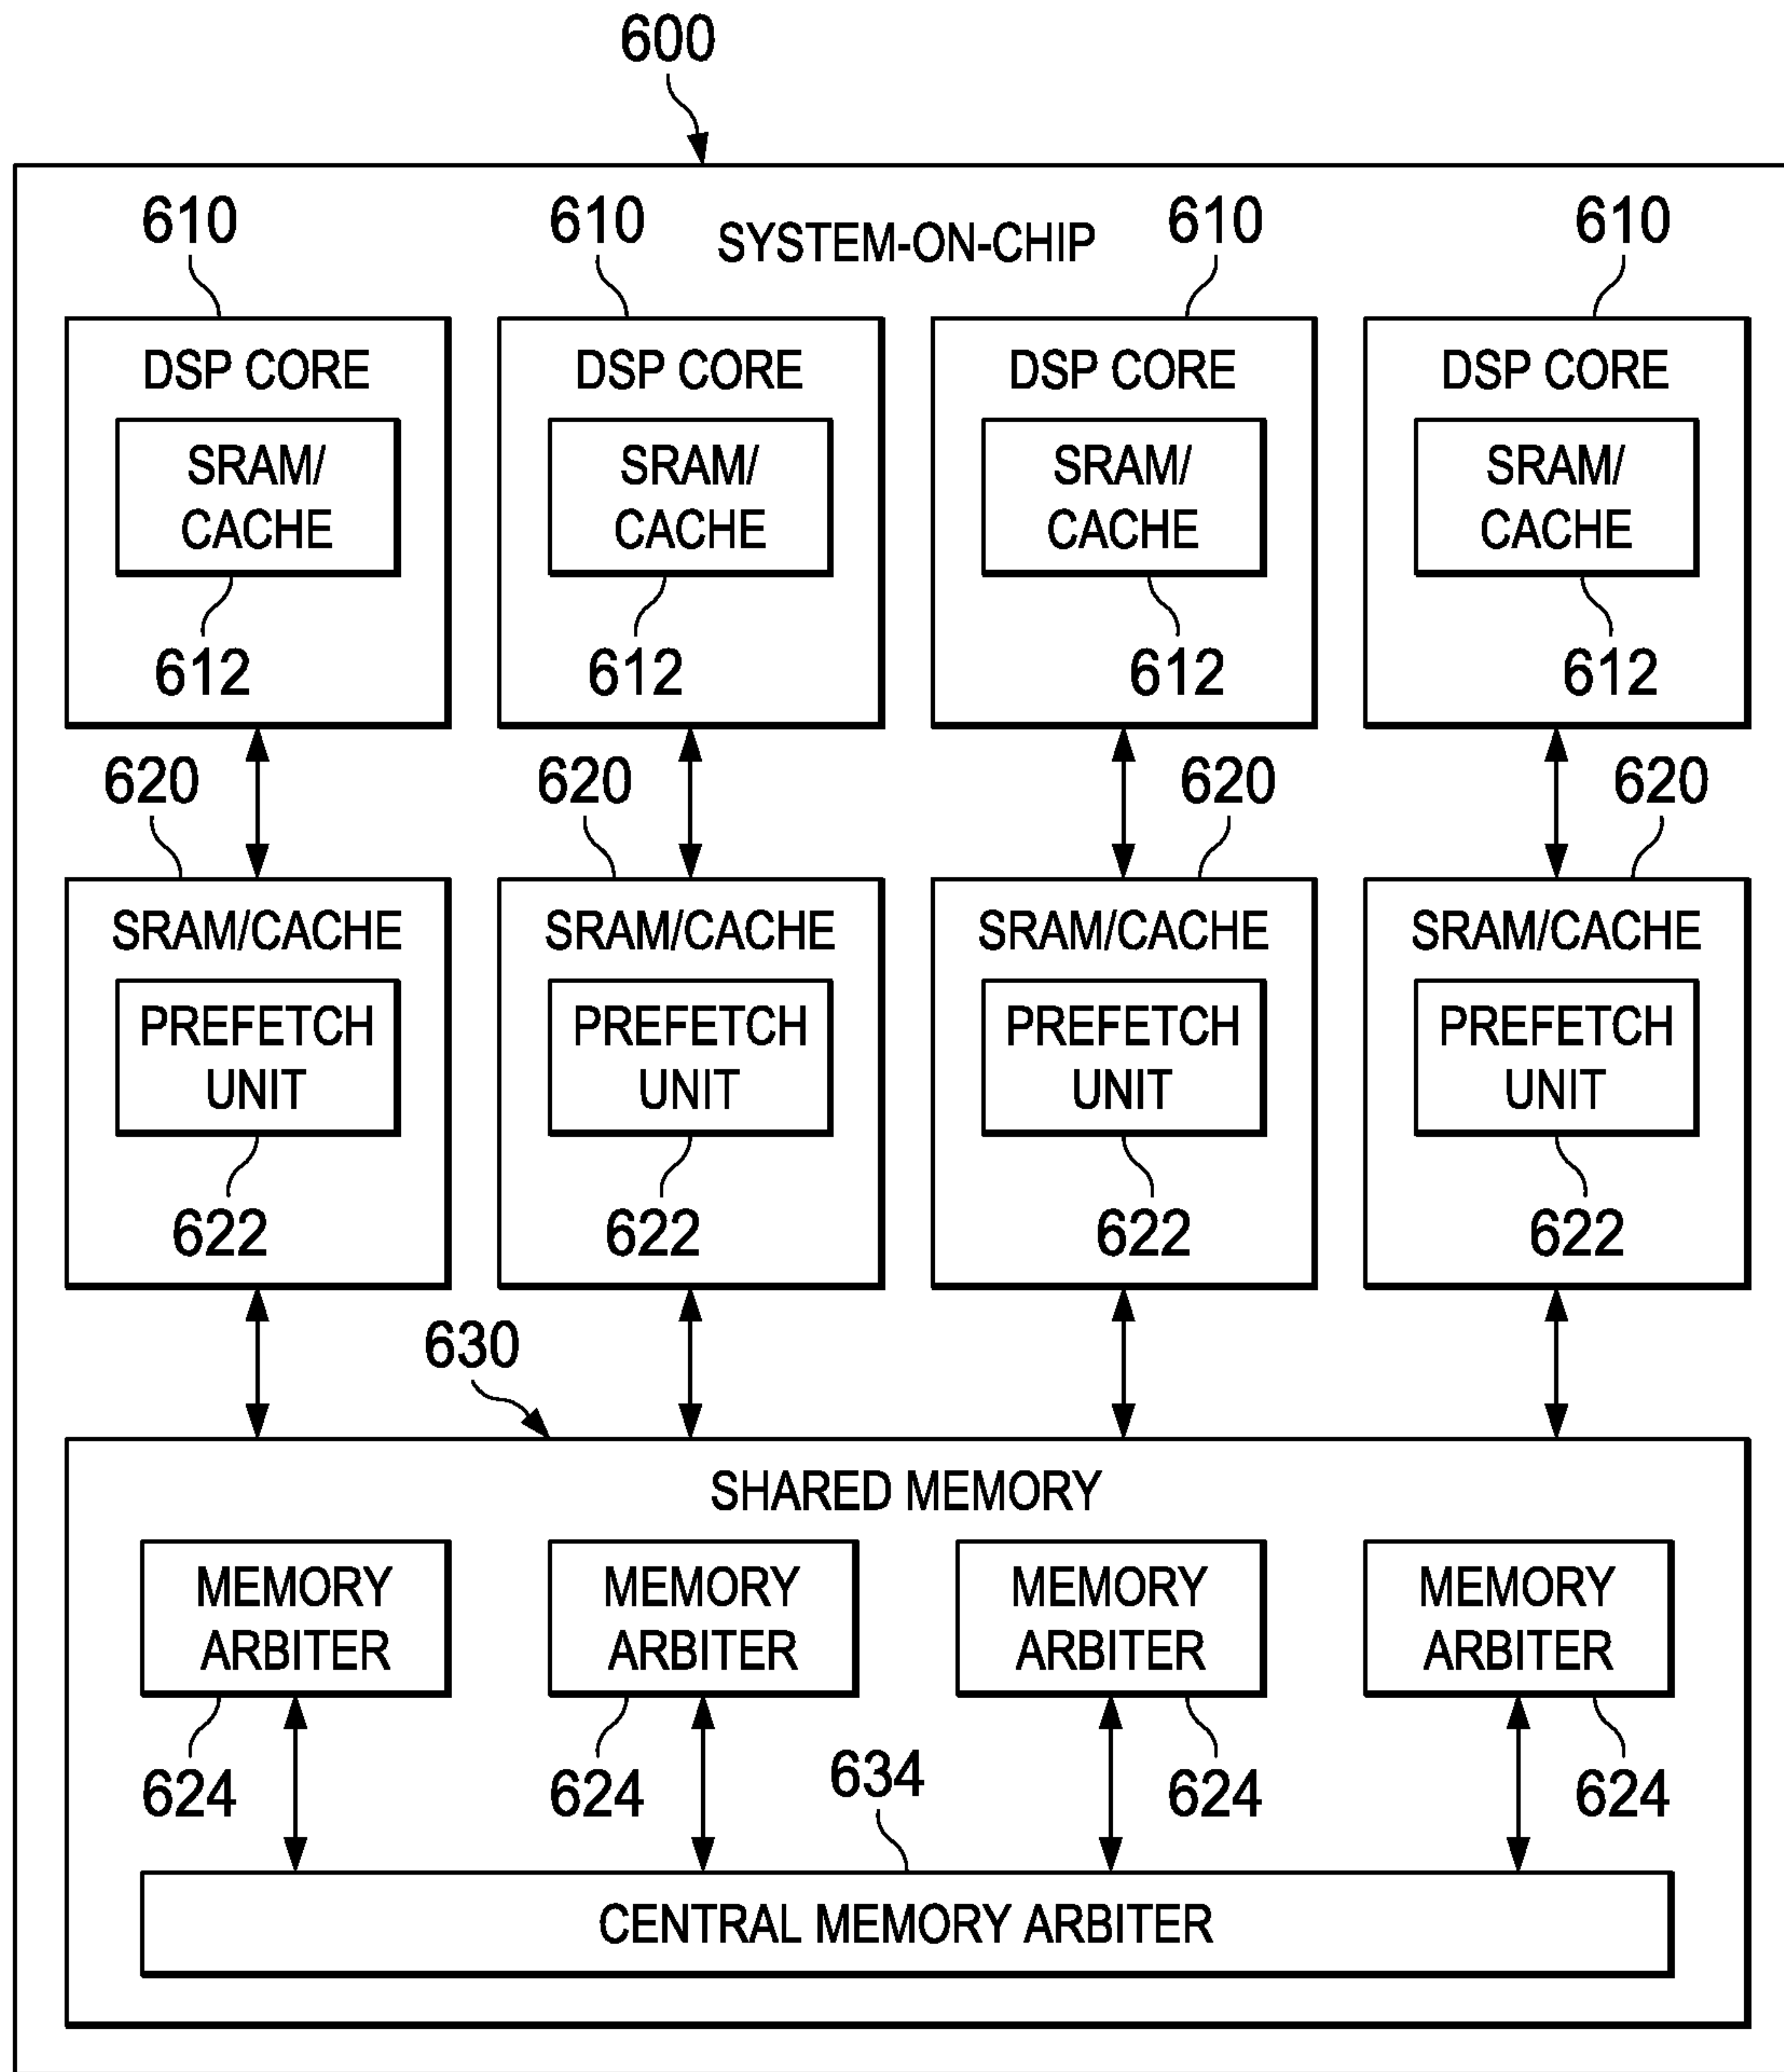 600
610 610 SYSTEM-ON-CHIP 610 610
DSP CORE DSP CORE DSP CORE DSP CORE
SRAM/ SRAM/ SRAM/ SRAM/
CACHE CACHE CACHE CACHE
612 612 612 612
620 620 620 620
SRAM/CACHE SRAM/CACHE SRAM/CACHE SRAM/CACHE
PREFETCH PREFETCH PREFETCH PREFETCH
UNIT UNIT UNIT UNIT
622 622 622 622
630
SHARED MEMORY
MEMORY MEMORY MEMORY MEMORY
ARBITER ARBITER ARBITER ARBITER
624 624 634 624 624
CENTRAL MEMORY ARBITER